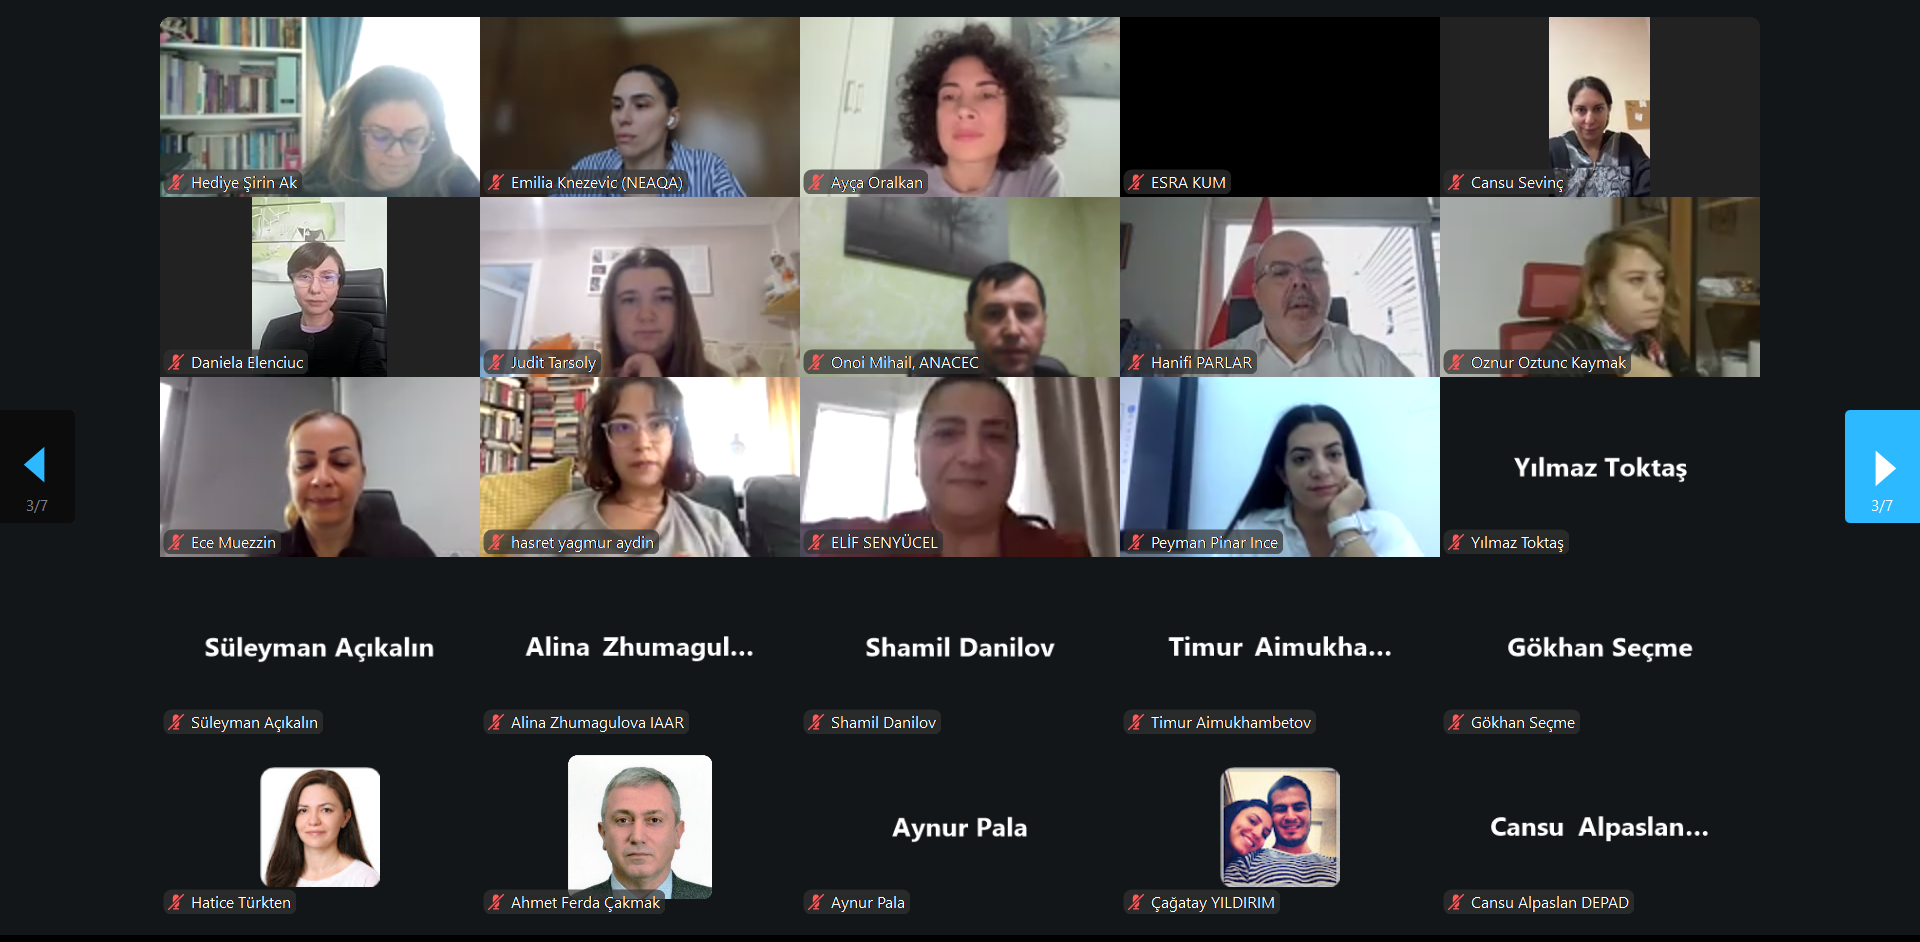 Hediye Şirin Ak
Emilia Knezevic (NEAQA)
Ayça Oralkan
ESRA KUM
Cansu Sevinç
Daniela Elenciuc
Judit Tarsoly
Onoi Mihail, ANACEC
Hanifi PARLAR
Oznur Oztunc Kaymak
Ece Muezzin
hasret yagmur aydin
ELİF SENYÜCEL
Peyman Pinar Ince
Yılmaz Toktaş
Yılmaz Toktaş
3/7
3/7
Süleyman Açıkalın
Alina Zhumagul...
Shamil Danilov
Timur Aimukha...
Gökhan Seçme
Süleyman Açıkalın
Alina Zhumagulova IAAR
Shamil Danilov
Timur Aimukhambetov
Gökhan Seçme
Aynur Pala
Cansu Alpaslan...
Hatice Türkten
Ahmet Ferda Çakmak
Aynur Pala
Çağatay YILDIRIM
Cansu Alpaslan DEPAD